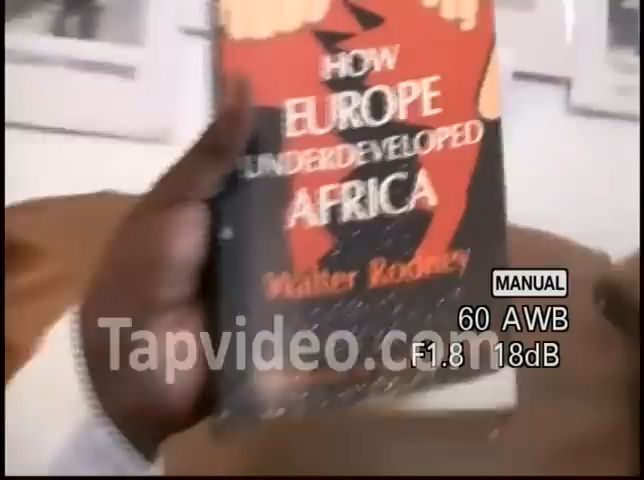 HOW
EUROPE
UNDERDEVELOPED
AFRICA
Walter Rodney
MANUAL
60 AWB
Tapvideo.com
F1.8 18dB